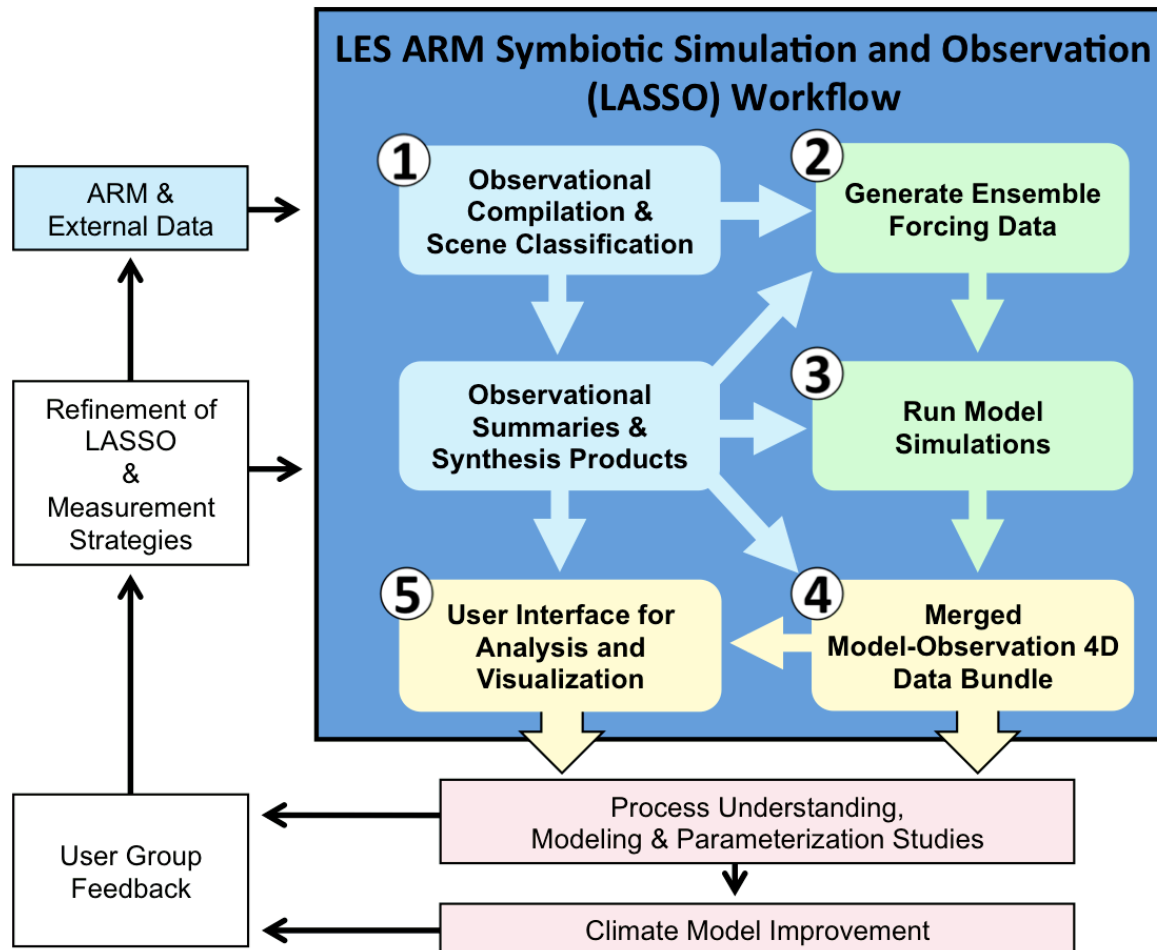 LES ARM Symbiotic Simulation and Observation
(LASSO) Workflow
1
Observational
Compilation &
Scene Classification
2
Generate Ensemble
Forcing Data
ARM &
External Data
Observational
Summaries &
Synthesis Products
3
Run Model
Simulations
Refinement of
LASSO
&
Measurement
Strategies
5
User Interface for
Analysis and
Visualization
4
Merged
Model-Observation 4D
Data Bundle
Process Understanding,
Modeling & Parameterization Studies
User Group
Feedback
Climate Model Improvement